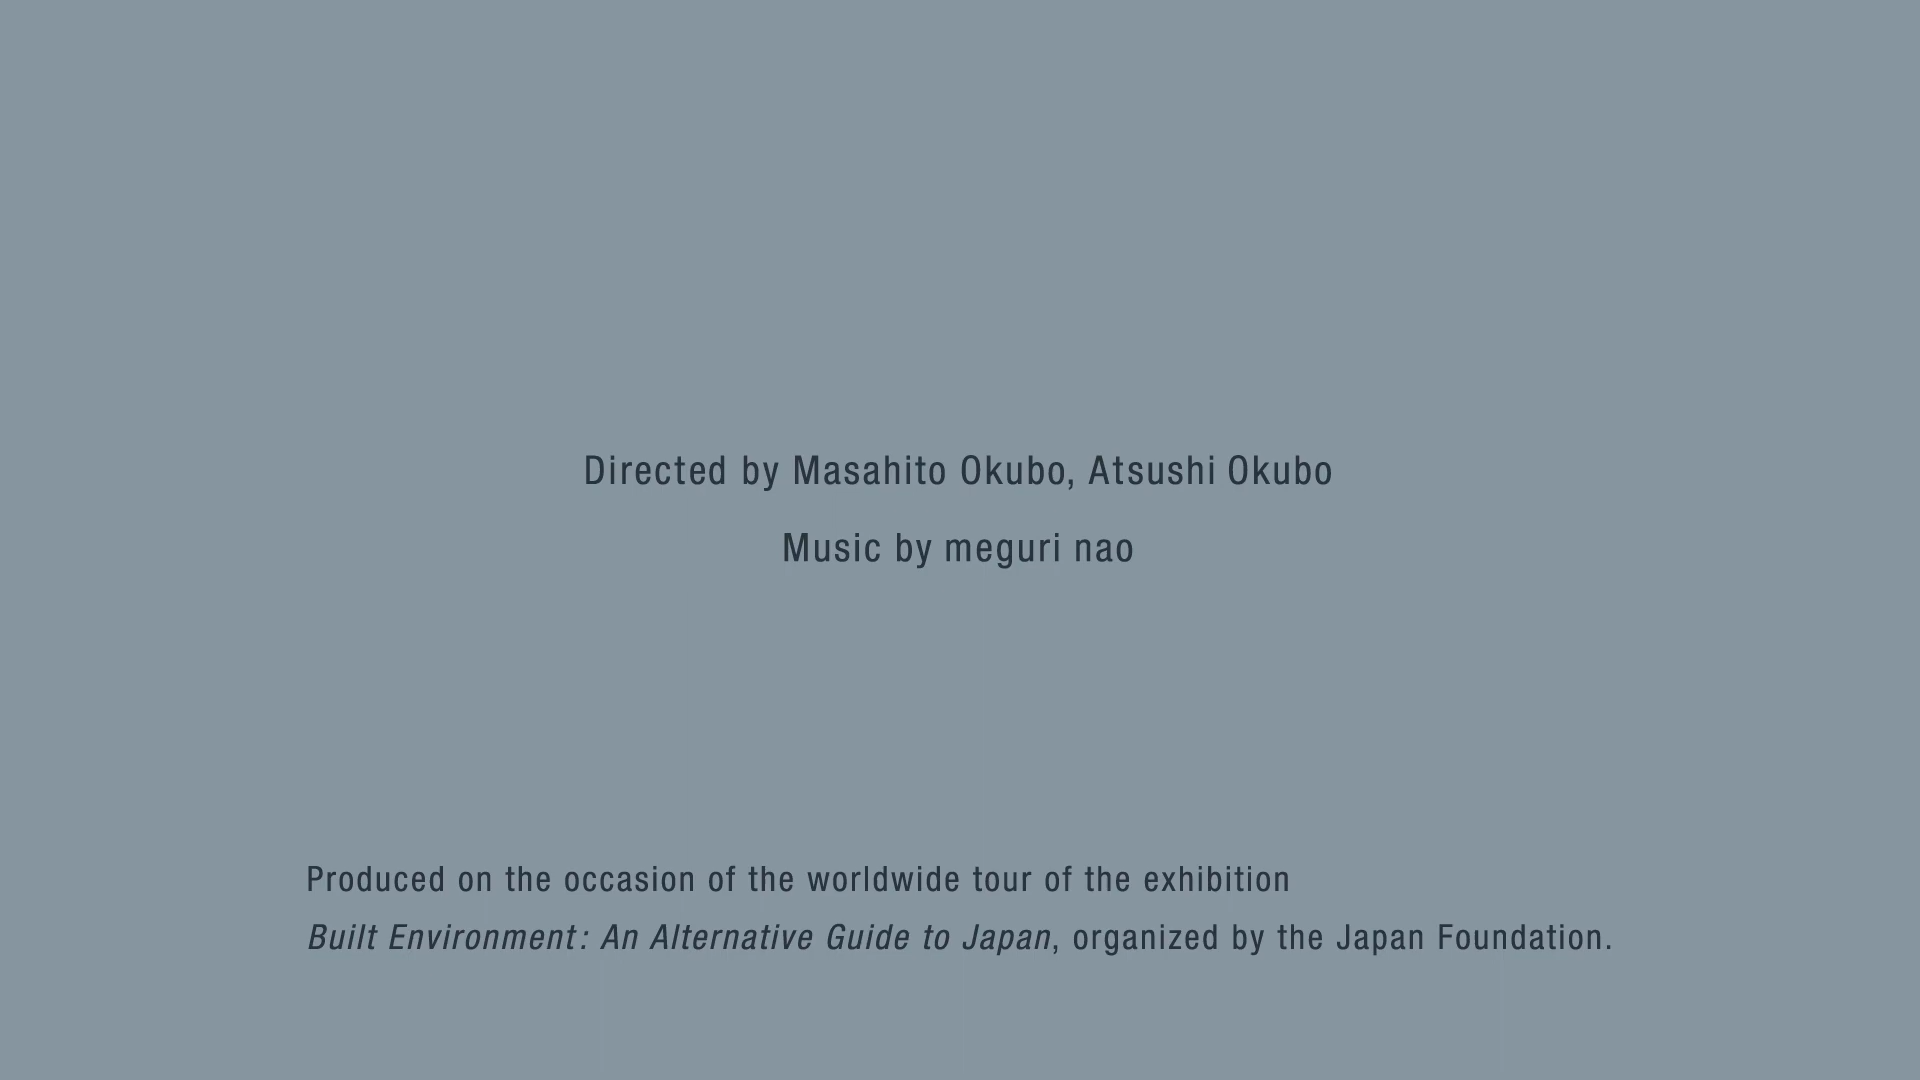 Directed by Masahito Okubo, Atsushi Okubo
Music by meguri nao
Produced on the occasion of the worldwide tour of the exhibition
Built Environment: An Alternative Guide to Japan, organized by the Japan Foundation.